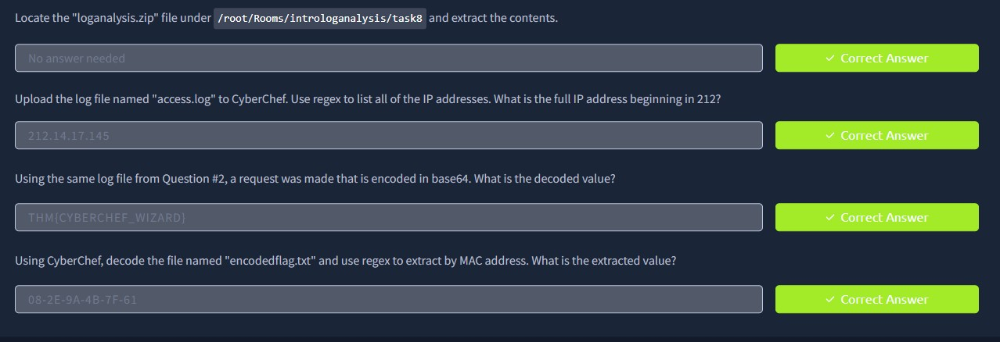 Locate the "loganalysis.zip" file under /root/Rooms/introloganalysis/task8 and extract the contents.
No answer needed
✓ Correct Answer
Upload the log file named "access.log" to CyberChef. Use regex to list all of the IP addresses. What is the full IP address beginning in 212?
212.14.17.145
✓ Correct Answer
Using the same log file from Question #2, a request was made that is encoded in base64. What is the decoded value?
THM{CYBERCHEF_WIZARD}
✓ Correct Answer
Using CyberChef, decode the file named "encodedflag.txt" and use regex to extract by MAC address. What is the extracted value?
08-2E-9A-4B-7F-61
✓ Correct Answer